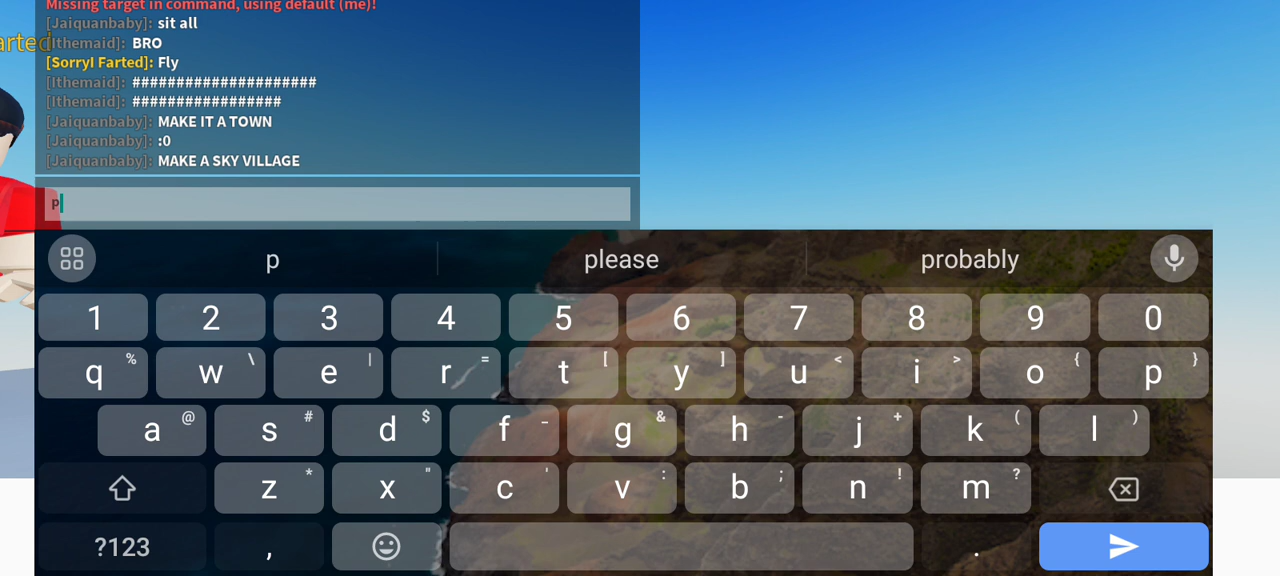 Missing target in command, using default (me)!
[Jaiquanbaby]: sit all
arted
[Ithemaid]: BRO
[SorryI Farted]: Fly
[Ithemaid]: #####################
[Ithemaid]: #################
[Jaiquanbaby]: MAKE IT A TOWN
[Jaiquanbaby]: :0
[Jaiquanbaby]: MAKE A SKY VILLAGE
p
p please probably
1 2 3 4 5 6 7 8 9 0
q % w \ e | r = t [ y ] u < i > o { p }
a @ s # d $ f _ g & h - j + k ( l )
z * x " c ' v : b ; n ! m ?
?123 , .